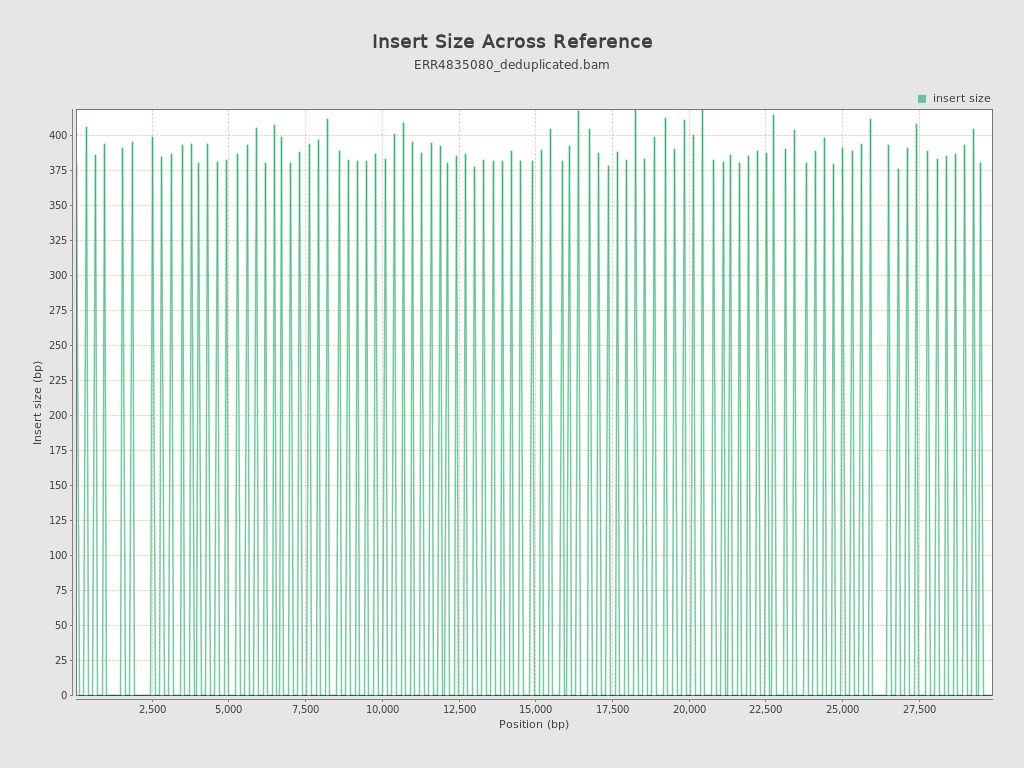 Insert Size Across Reference
ERR4835080_deduplicated.bam
insert size
400
375
350
325
300
275
250
225
200
175
150
125
100
75
50
25
0
Insert size (bp)
2,500 5,000 7,500 10,000 12,500 15,000 17,500 20,000 22,500 25,000 27,500
Position (bp)